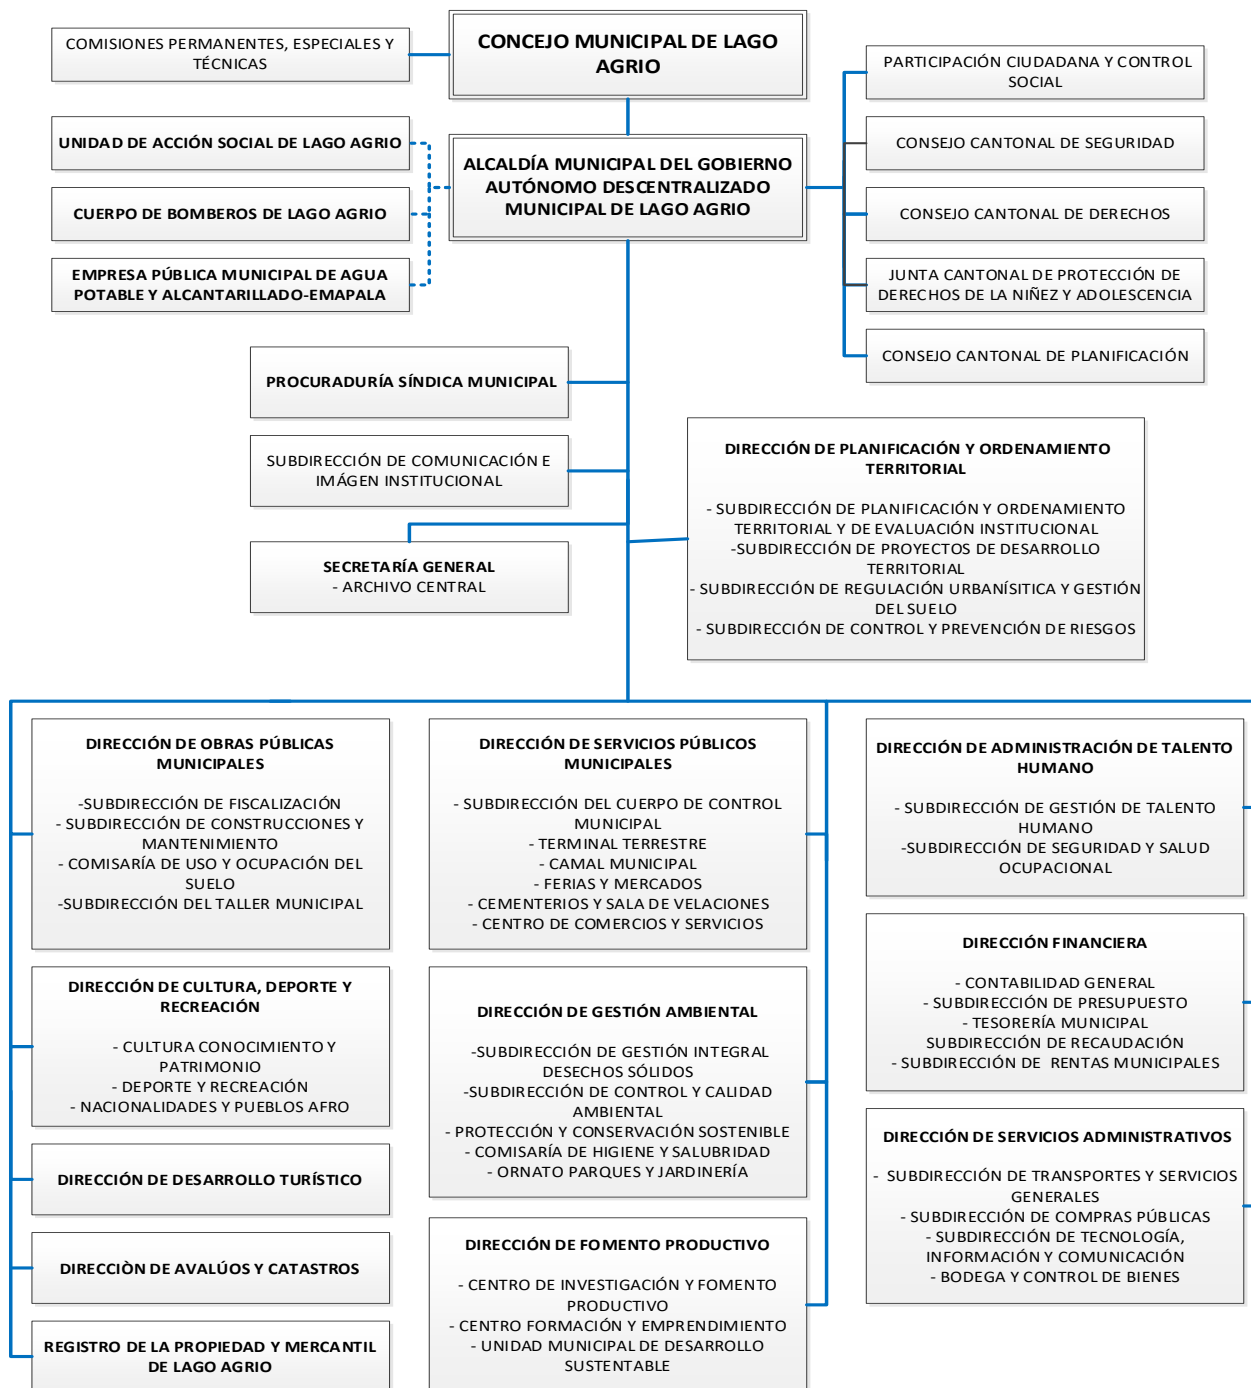 COMISIONES PERMANENTES, ESPECIALES Y
TÉCNICAS
CONCEJO MUNICIPAL DE LAGO
AGRIO
PARTICIPACIÓN CIUDADANA Y CONTROL
SOCIAL
UNIDAD DE ACCIÓN SOCIAL DE LAGO AGRIO
ALCALDÍA MUNICIPAL DEL GOBIERNO
AUTÓNOMO DESCENTRALIZADO
MUNICIPAL DE LAGO AGRIO
CONSEJO CANTONAL DE SEGURIDAD
CUERPO DE BOMBEROS DE LAGO AGRIO
CONSEJO CANTONAL DE DERECHOS
EMPRESA PÚBLICA MUNICIPAL DE AGUA
POTABLE Y ALCANTARILLADO-EMAPALA
JUNTA CANTONAL DE PROTECCIÓN DE
DERECHOS DE LA NIÑEZ Y ADOLESCENCIA
CONSEJO CANTONAL DE PLANIFICACIÓN
PROCURADURÍA SÍNDICA MUNICIPAL
SUBDIRECCIÓN DE COMUNICACIÓN E
IMÁGEN INSTITUCIONAL
SECRETARÍA GENERAL
- ARCHIVO CENTRAL
DIRECCIÓN DE PLANIFICACIÓN Y ORDENAMIENTO
TERRITORIAL
- SUBDIRECCIÓN DE PLANIFICACIÓN Y ORDENAMIENTO
TERRITORIAL Y DE EVALUACIÓN INSTITUCIONAL
-SUBDIRECCIÓN DE PROYECTOS DE DESARROLLO
TERRITORIAL
- SUBDIRECCIÓN DE REGULACIÓN URBANÍSITICA Y GESTIÓN
DEL SUELO
- SUBDIRECCIÓN DE CONTROL Y PREVENCIÓN DE RIESGOS
DIRECCIÓN DE OBRAS PÚBLICAS
MUNICIPALES
-SUBDIRECCIÓN DE FISCALIZACIÓN
- SUBDIRECCIÓN DE CONSTRUCCIONES Y
MANTENIMIENTO
- COMISARÍA DE USO Y OCUPACIÓN DEL
SUELO
-SUBDIRECCIÓN DEL TALLER MUNICIPAL
DIRECCIÓN DE CULTURA, DEPORTE Y
RECREACIÓN
- CULTURA CONOCIMIENTO Y
PATRIMONIO
- DEPORTE Y RECREACIÓN
- NACIONALIDADES Y PUEBLOS AFRO
DIRECCIÓN DE DESARROLLO TURÍSTICO
DIRECCIÒN DE AVALÚOS Y CATASTROS
REGISTRO DE LA PROPIEDAD Y MERCANTIL
DE LAGO AGRIO
DIRECCIÓN DE SERVICIOS PÚBLICOS
MUNICIPALES
- SUBDIRECCIÓN DEL CUERPO DE CONTROL
MUNICIPAL
- TERMINAL TERRESTRE
- CAMAL MUNICIPAL
- FERIAS Y MERCADOS
- CEMENTERIOS Y SALA DE VELACIONES
- CENTRO DE COMERCIOS Y SERVICIOS
DIRECCIÓN DE GESTIÓN AMBIENTAL
-SUBDIRECCIÓN DE GESTIÓN INTEGRAL
DESECHOS SÓLIDOS
-SUBDIRECCIÓN DE CONTROL Y CALIDAD
AMBIENTAL
- PROTECCIÓN Y CONSERVACIÓN SOSTENIBLE
- COMISARÍA DE HIGIENE Y SALUBRIDAD
- ORNATO PARQUES Y JARDINERÍA
DIRECCIÓN DE FOMENTO PRODUCTIVO
- CENTRO DE INVESTIGACIÓN Y FOMENTO
PRODUCTIVO
- CENTRO FORMACIÓN Y EMPRENDIMIENTO
- UNIDAD MUNICIPAL DE DESARROLLO
SUSTENTABLE
DIRECCIÓN DE ADMINISTRACIÓN DE TALENTO
HUMANO
- SUBDIRECCIÓN DE GESTIÓN DE TALENTO
HUMANO
-SUBDIRECCIÓN DE SEGURIDAD Y SALUD
OCUPACIONAL
DIRECCIÓN FINANCIERA
- CONTABILIDAD GENERAL
- SUBDIRECCIÓN DE PRESUPUESTO
- TESORERÍA MUNICIPAL
SUBDIRECCIÓN DE RECAUDACIÓN
- SUBDIRECCIÓN DE RENTAS MUNICIPALES
DIRECCIÓN DE SERVICIOS ADMINISTRATIVOS
- SUBDIRECCIÓN DE TRANSPORTES Y SERVICIOS
GENERALES
- SUBDIRECCIÓN DE COMPRAS PÚBLICAS
- SUBDIRECCIÓN DE TECNOLOGÍA,
INFORMACIÓN Y COMUNICACIÓN
- BODEGA Y CONTROL DE BIENES